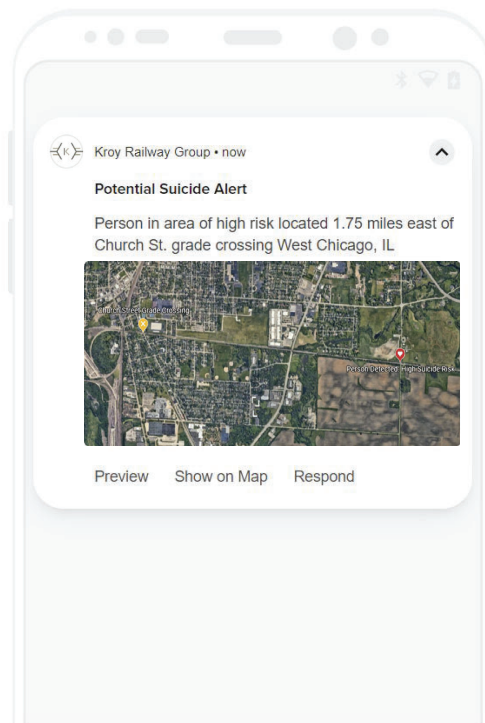 K
Kroy Railway Group • now
Potential Suicide Alert
Person in area of high risk located 1.75 miles east of
Church St. grade crossing West Chicago, IL
Church Street Grade Crossing
Person Detected: High Suicide Risk
Preview Show on Map Respond